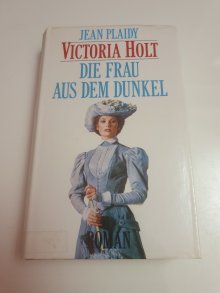 JEAN PLAIDY
VICTORIA HOLT
DIE FRAU
AUS DEM DUNKEL
ROMAN